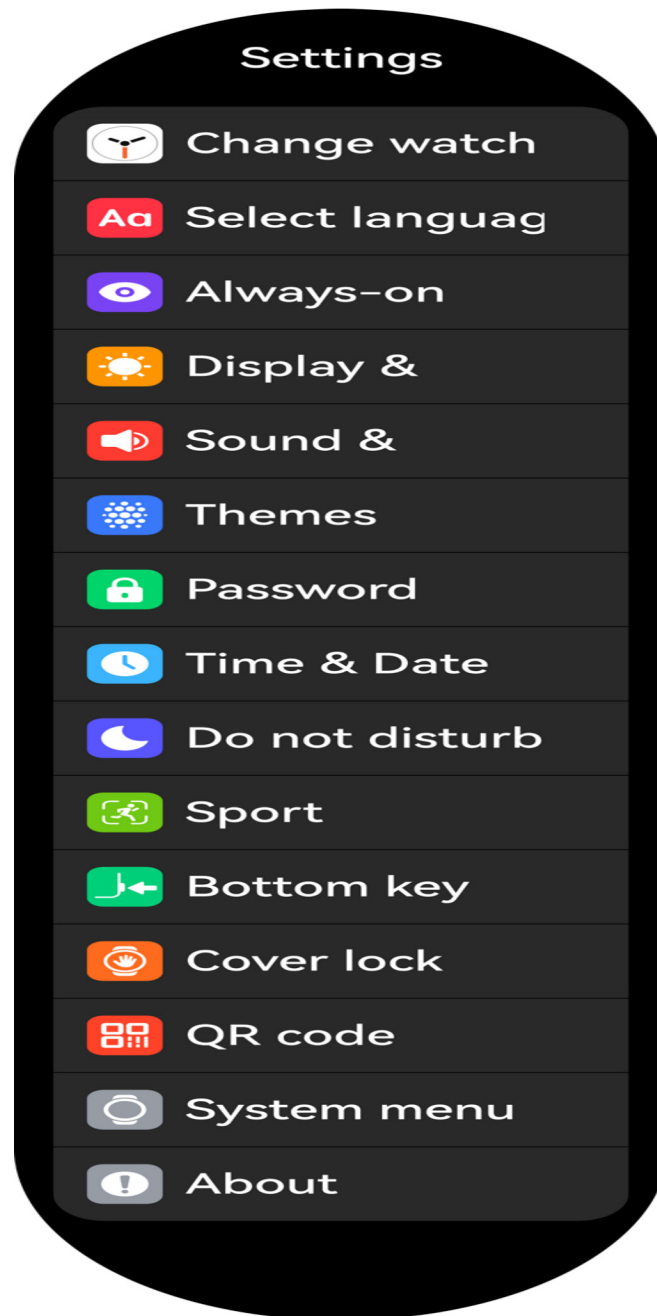 Settings
Change watch
Aa Select languag
Always-on
Display &
Sound &
Themes
Password
Time & Date
Do not disturb
Sport
Bottom key
Cover lock
QR code
System menu
About